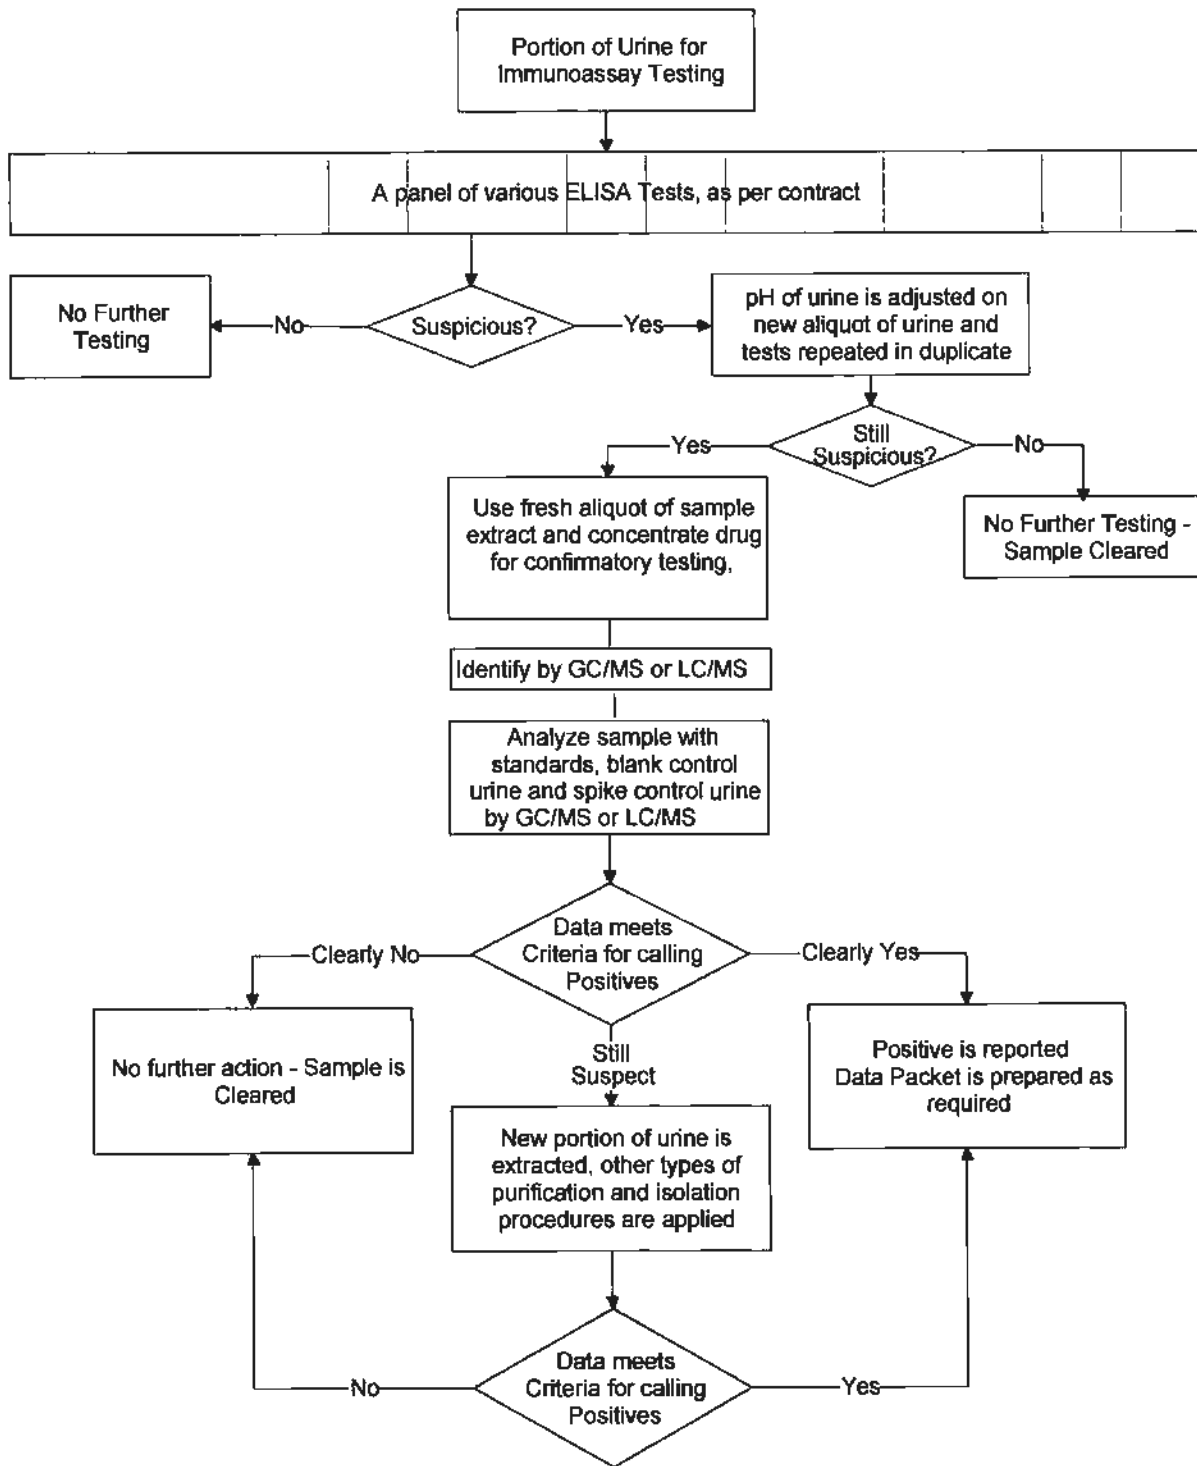 Portion of Urine for
Immunoassay Testing
A panel of various ELISA Tests, as per contract
No Further
Testing
No
Suspicious?
Yes
pH of urine is adjusted on
new aliquot of urine and
tests repeated in duplicate
Yes
Still
Suspicious?
No
Use fresh aliquot of sample
extract and concentrate drug
for confirmatory testing,
No Further Testing -
Sample Cleared
Identify by GC/MS or LC/MS
Analyze sample with
standards, blank control
urine and spike control urine
by GC/MS or LC/MS
Clearly No
Data meets
Criteria for calling
Positives
Clearly Yes
No further action - Sample is
Cleared
Still
Suspect
Positive is reported
Data Packet is prepared as
required
New portion of urine is
extracted, other types of
purification and isolation
procedures are applied
No
Data meets
Criteria for calling
Positives
Yes